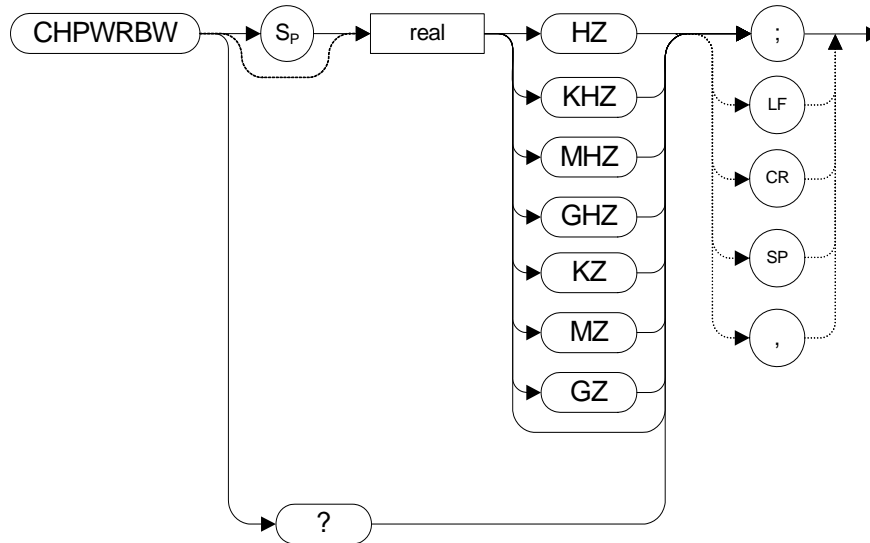 CHPWRBW SP real HZ ;
KHZ LF
MHZ CR
GHZ SP
KZ ,
MZ
GZ
?